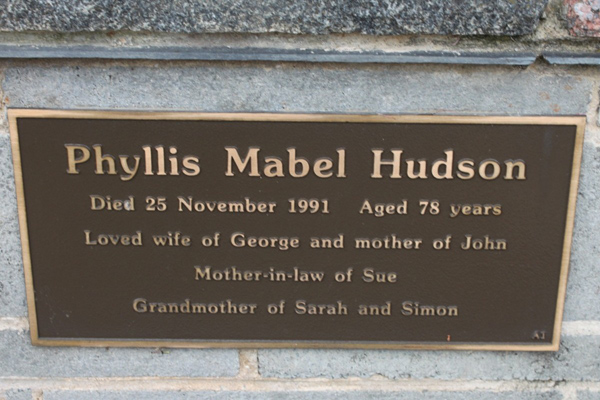 Phyllis Mabel Hudson
Died 25 November 1991 Aged 78 years
Loved wife of George and mother of John
Mother-in-law of Sue
Grandmother of Sarah and Simon